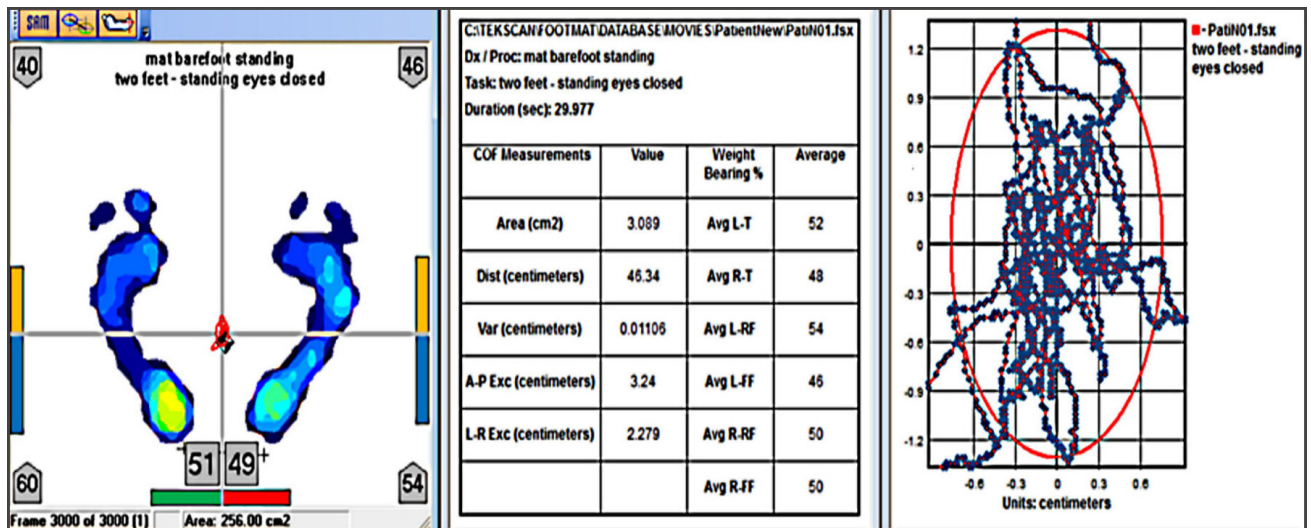 SAM
40
mat barefoot standing
two feet - standing eyes closed
46
51 49
60
54
Frame 3000 of 3000 (1) Area: 256.00 cm2
C:\TEKSCAN\FOOTMAT\DATABASE\MOVIES\PatientNew\PatiN01.fsx
Dx / Proc: mat barefoot standing
Task: two feet - standing eyes closed
Duration (sec): 29.977
COF Measurements Value Weight Bearing % Average
Area (cm2) 3.089 Avg L-T 52
Dist (centimeters) 46.34 Avg R-T 48
Var (centimeters) 0.01106 Avg L-RF 54
A-P Exc (centimeters) 3.24 Avg L-FF 46
L-R Exc (centimeters) 2.279 Avg R-RF 50
Avg R-FF 50
1.2
0.9
0.6
0.3
0
-0.3
-0.6
-0.9
-1.2
-0.6 -0.3 0 0.3 0.6
Units: centimeters
- PatiN01.fsx
two feet - standing
eyes closed